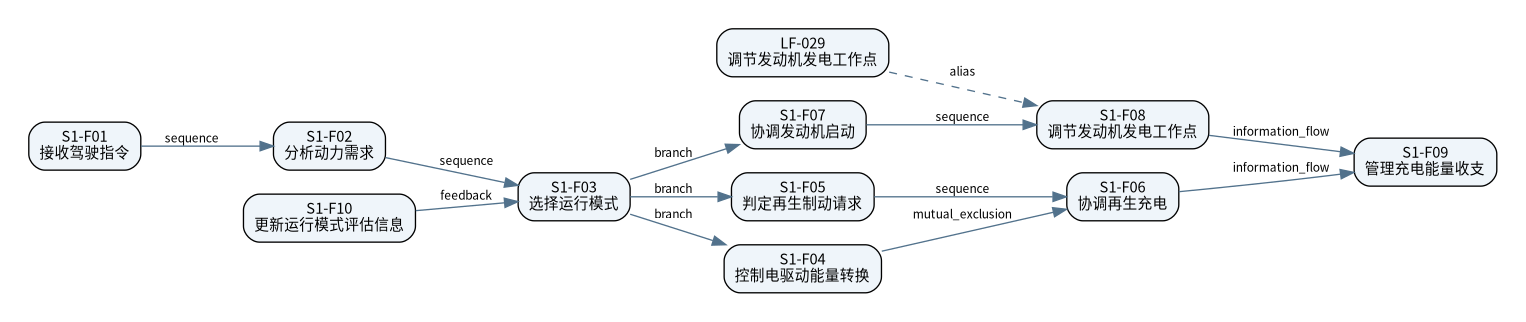 LF-029
调节发动机发电工作点
alias
S1-F01
接收驾驶指令
sequence
S1-F02
分析动力需求
sequence
S1-F10
更新运行模式评估信息
feedback
S1-F03
选择运行模式
branch
branch
branch
S1-F07
协调发动机启动
sequence
S1-F05
判定再生制动请求
sequence
S1-F04
控制电驱动能量转换
mutual_exclusion
S1-F08
调节发动机发电工作点
information_flow
S1-F06
协调再生充电
information_flow
S1-F09
管理充电能量收支